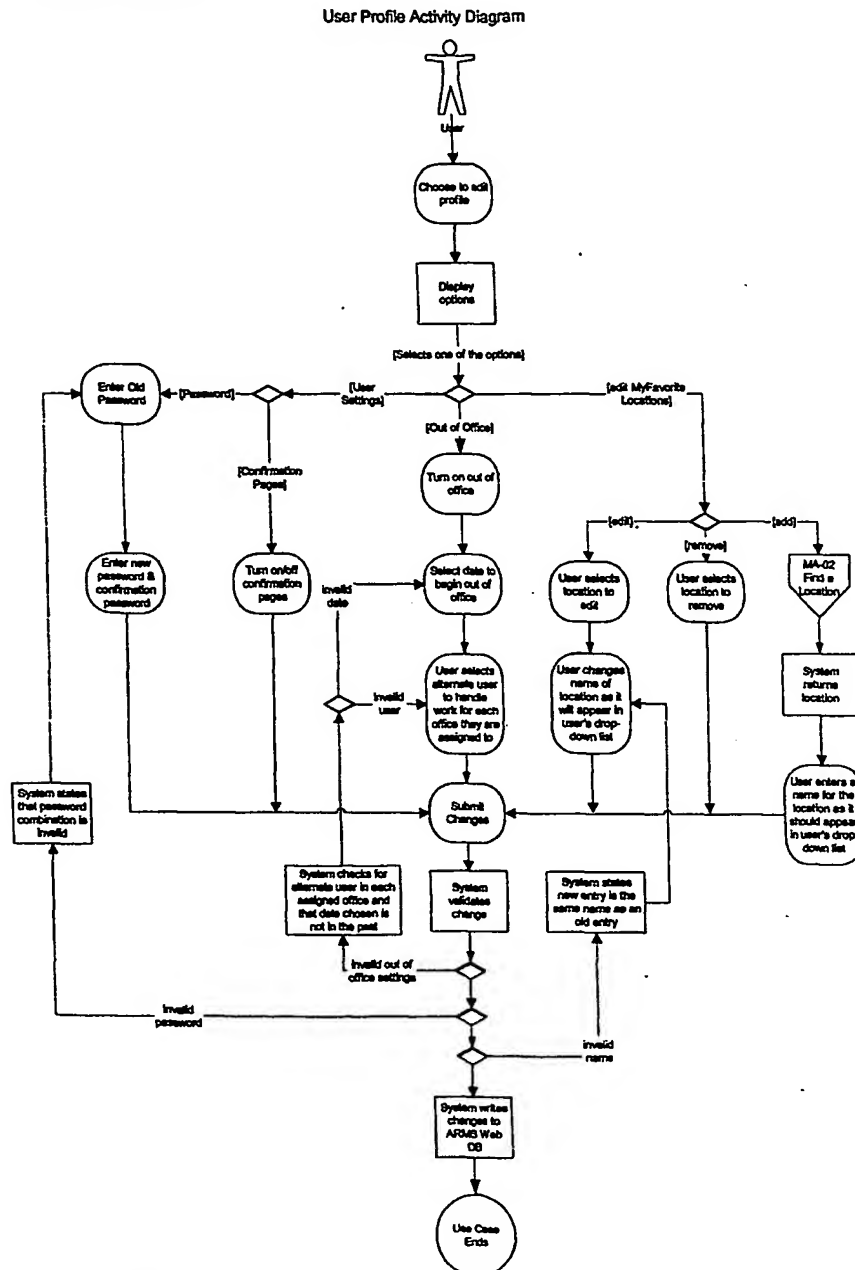 User Profile Activity Diagram
User
Choose to edit
profile
Display
options
[Selects one of the options]
Enter Old
Password
[Password]
[User
Settings]
[edit MyFavorite
Locations]
[Out of Office]
[Confirmation
Pages]
Turn on out of
office
[edit]
[add]
[remove]
Enter new
password &
confirmation
password
Turn on/off
confirmation
pages
Invalid
date
Select date to
begin out of
office
User selects
location to
edit
User selects
location to
remove
MA-02
Find a
Location
User selects
alternate user
to handle
work for each
office they are
assigned to
Invalid
user
User changes
name of
location as it
will appear in
user's drop-
down list
System
returns
location
System states
that password
combination is
invalid
Submit
Changes
User enters a
name for the
location as it
should appear
in user's drop-
down list
System checks for
alternate user in each
assigned office and
that date chosen is
not in the past
System
validates
change
System states
new entry is the
same name as an
old entry
Invalid out of
office settings
Invalid
password
invalid
name
System writes
changes to
ARMS Web
DB
Use Case
Ends